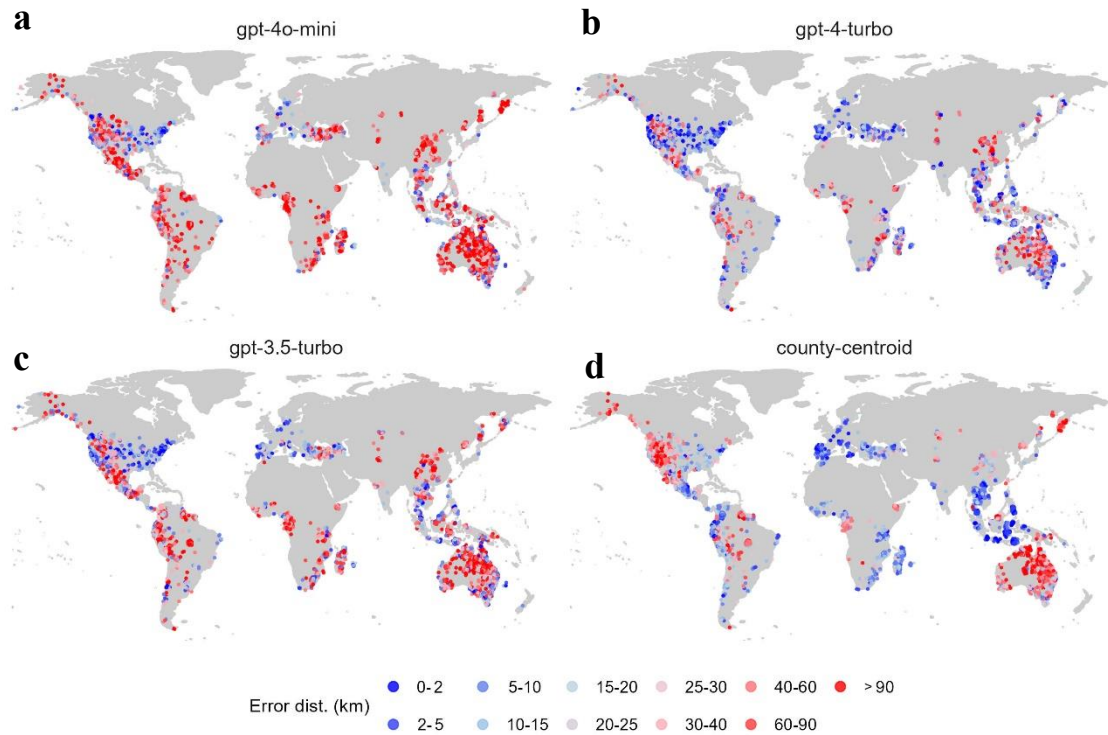 a
gpt-4o-mini
b
gpt-4-turbo
c
gpt-3.5-turbo
d
county-centroid
Error dist. (km)
0-2 5-10 15-20 25-30 40-60 >90
2-5 10-15 20-25 30-40 60-90